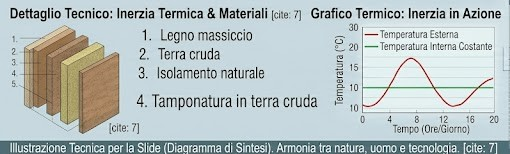 Dettaglio Tecnico: Inerzia Termica & Materiali [cite: 7]
1.
2.
3.
4.
5.
1. Legno massiccio
2. Terra cruda
3. Isolamento naturale
4. Tamponatura in terra cruda
[cite: 7]
Grafico Termico: Inerzia in Azione
Temperatura (°C)
30
20
15
10
10
Temperatura Esterna
Temperatura Interna Costante
0 4 8 12 16 20
Tempo (Ore/Giorno)
Illustrazione Tecnica per la Slide (Diagramma di Sintesi). Armonia tra natura, uomo e tecnologia. [cite: 7]